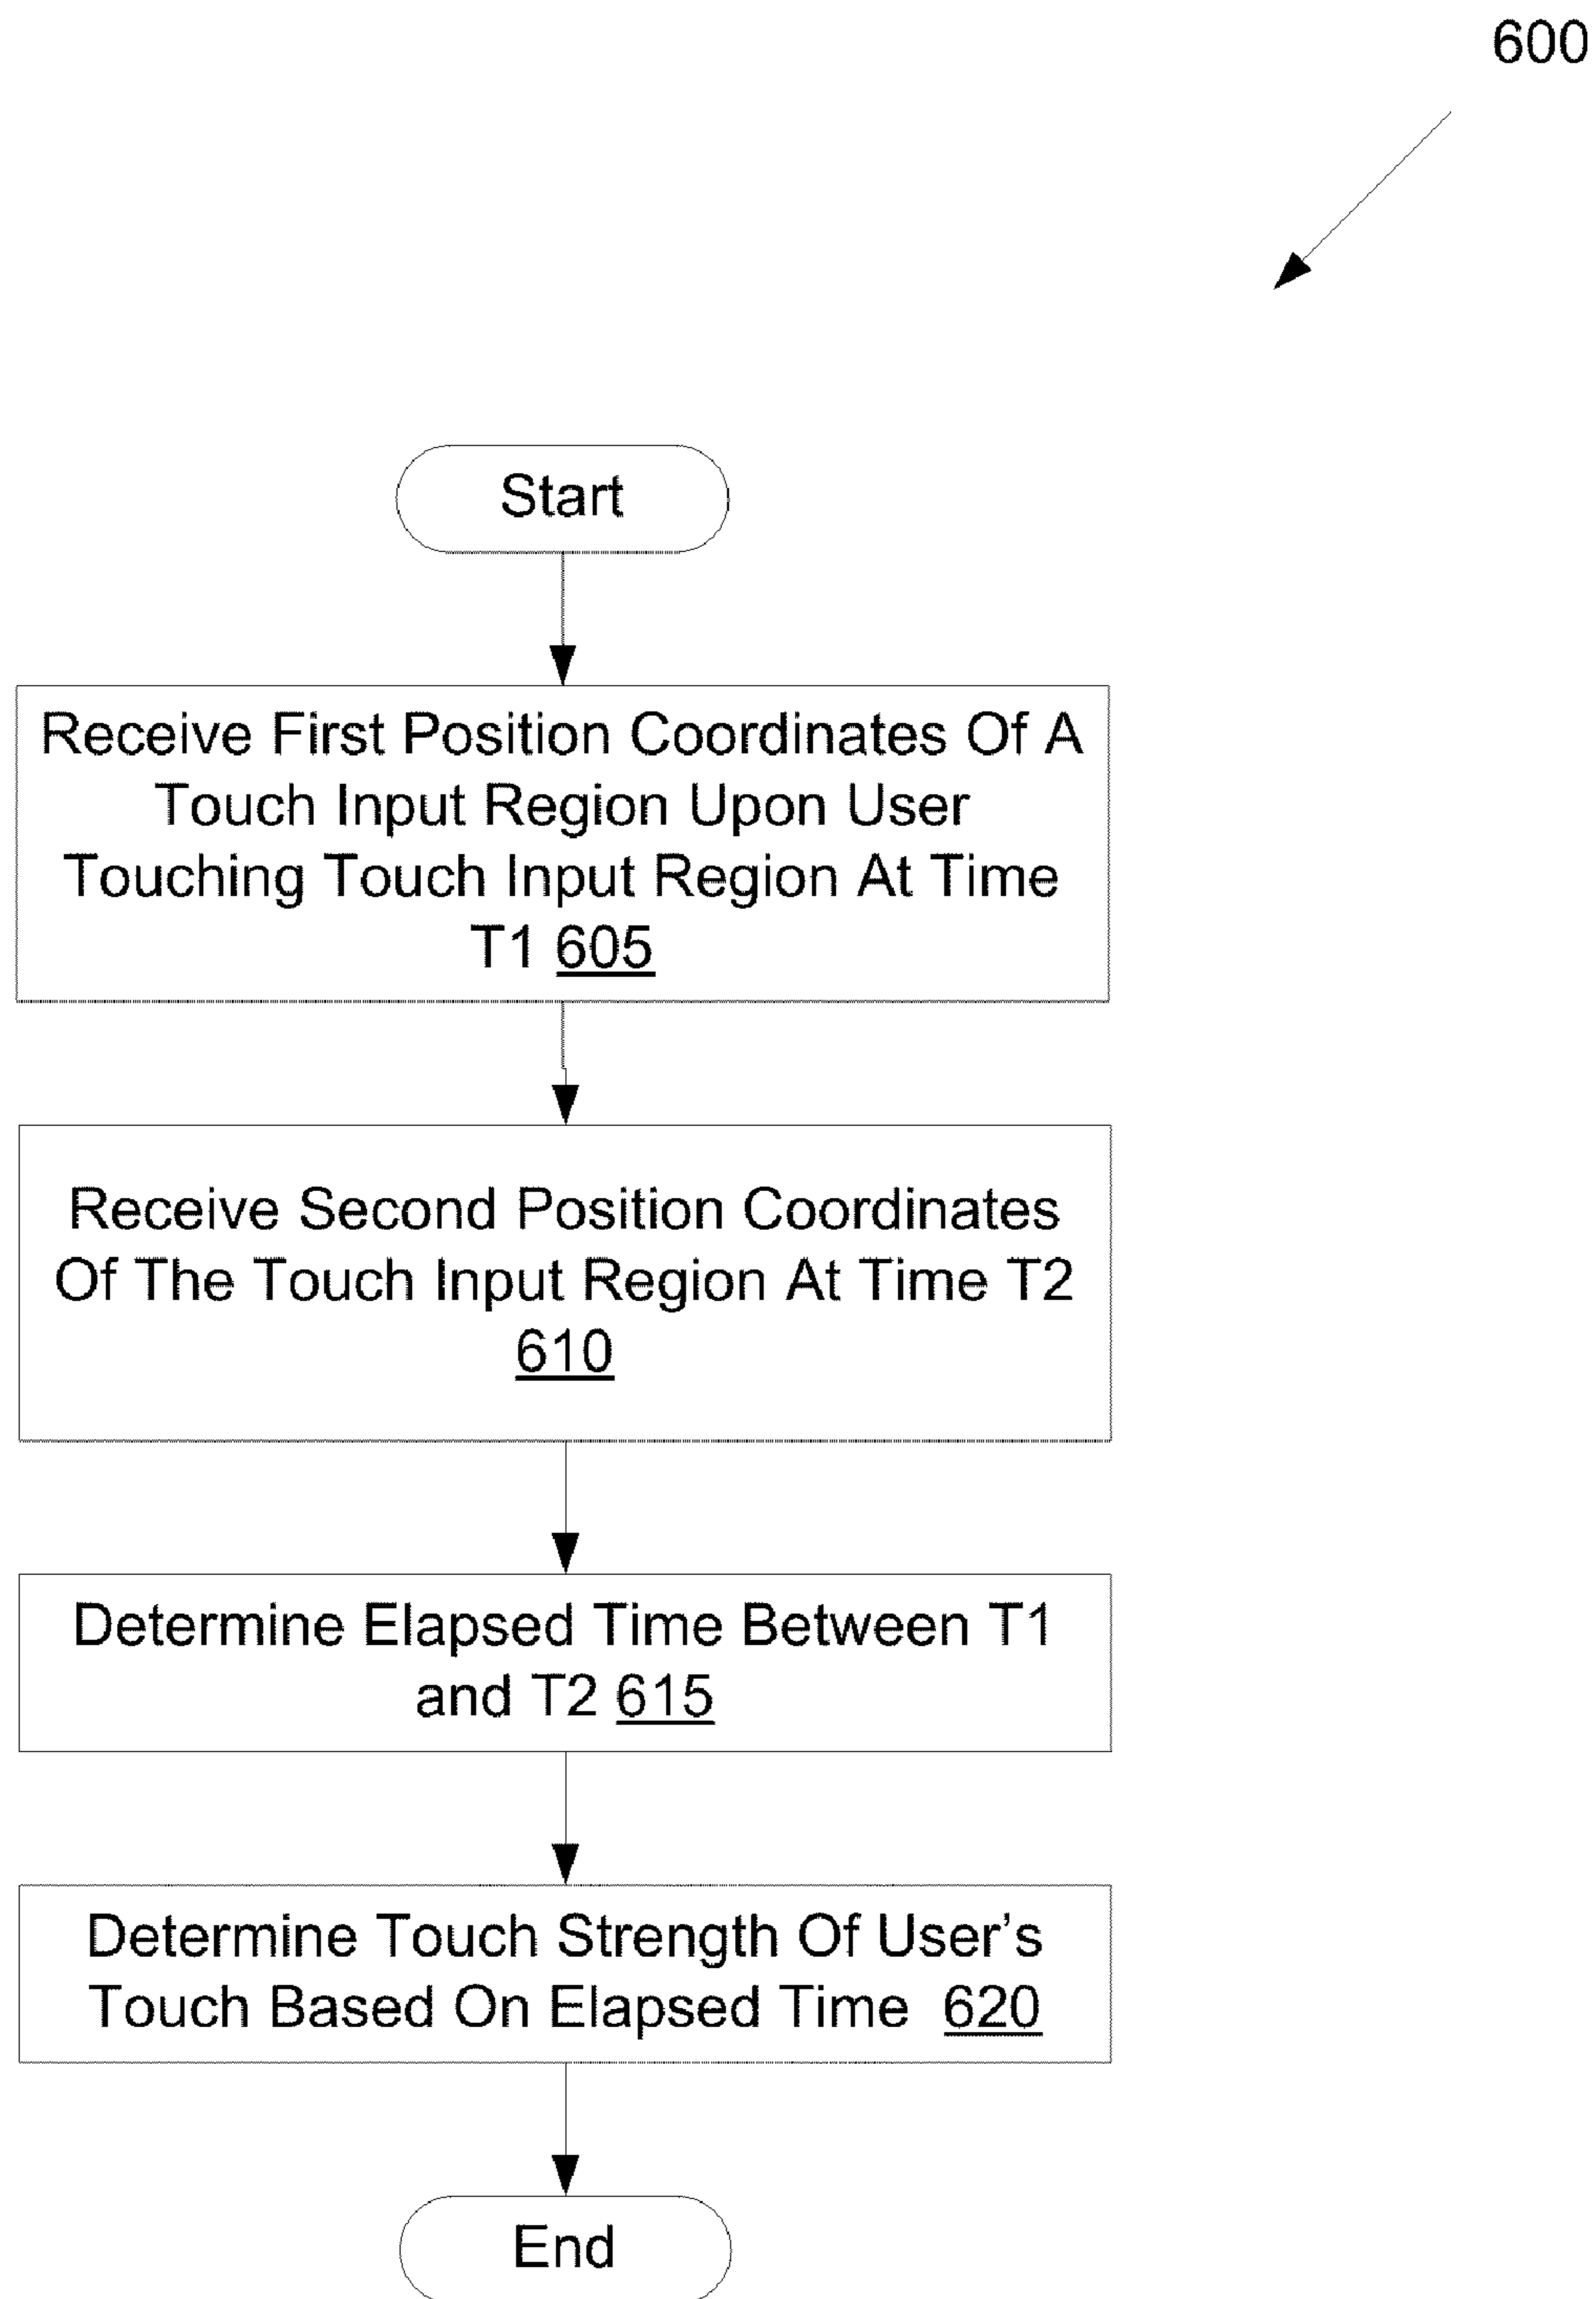 600
Start
Receive First Position Coordinates Of A
Touch Input Region Upon User
Touching Touch Input Region At Time
T1 605
Receive Second Position Coordinates
Of The Touch Input Region At Time T2
610
Determine Elapsed Time Between T1
and T2 615
Determine Touch Strength Of User's
Touch Based On Elapsed Time 620
End